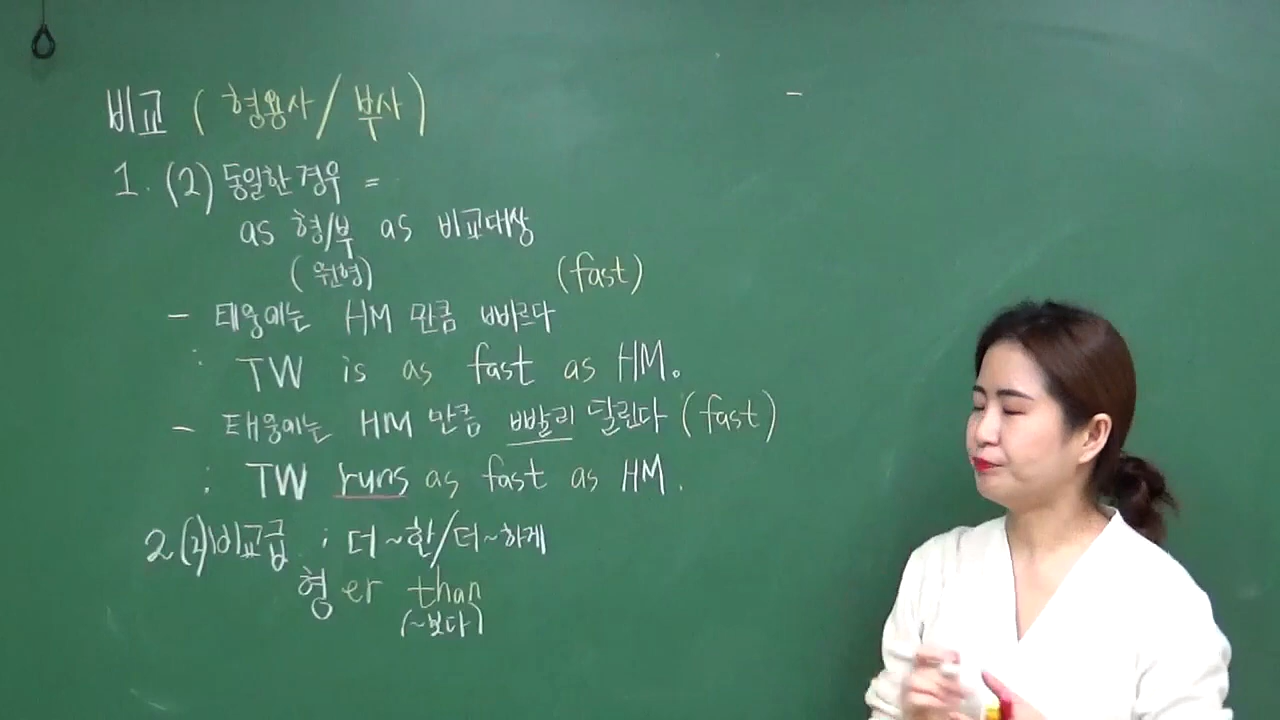 비교 ( 형용사 / 부사 )
1. (2) 동일한 경우 =
as 형/부 as 비교대상
(원형)
(fast)
- 태웅이는 HM 만큼 빠르다
: TW is as fast as HM.
- 태웅이는 HM 만큼 빨리 달린다 (fast)
: TW runs as fast as HM.
2 (2) 비교급 : 더 ~한/더 ~하게
형 er than
(~보다)
-